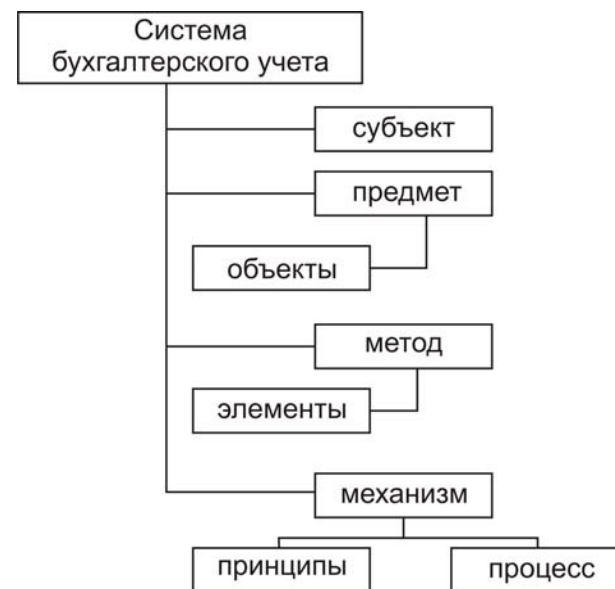 Система
бухгалтерского учета
субъект
предмет
объекты
метод
элементы
механизм
принципы
процесс